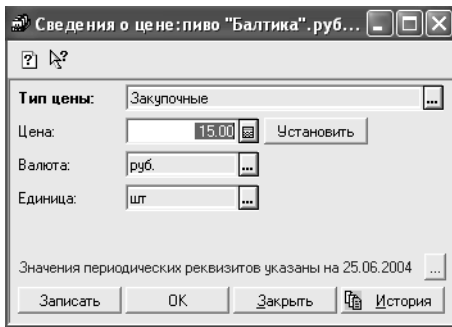 Сведения о цене:пиво "Балтика".руб...
Тип цены: Закупочные ...
Цена: 15.00 Установить
Валюта: руб. ...
Единица: шт ...
Значения периодических реквизитов указаны на 25.06.2004 ...
Записать OK Закрыть История